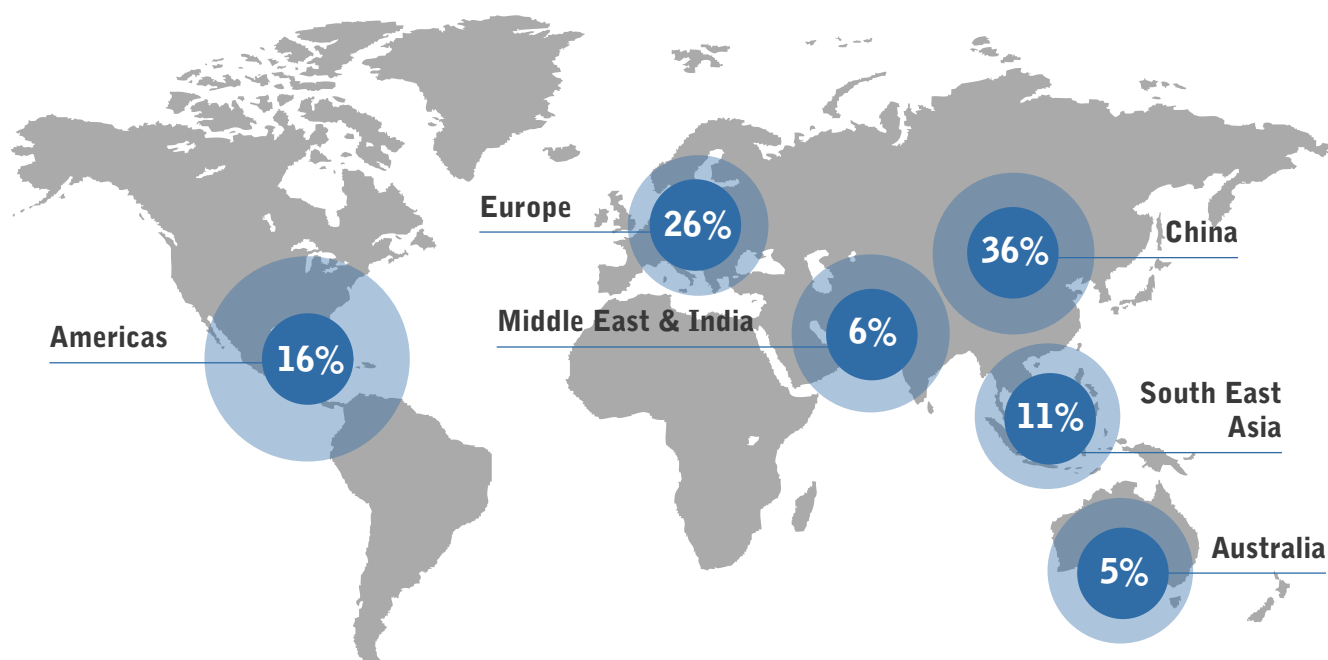 Europe
26%
China
36%
Middle East & India
6%
Americas
16%
South East
Asia
11%
Australia
5%